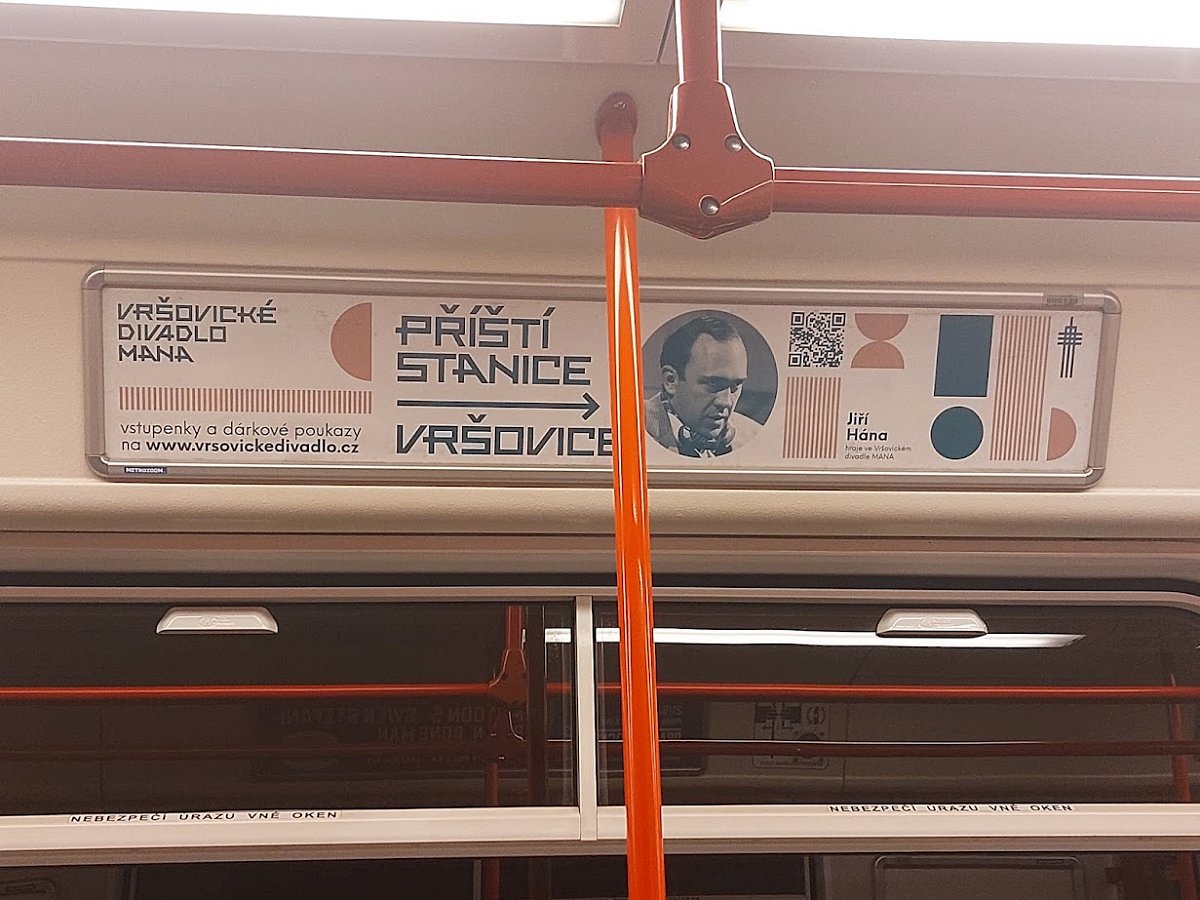 VRŠOVICKÉ
DIVADLO
MANA
vstupenky a dárkové poukazy
na www.vrsovickedivadlo.cz
METROZOOM
PŘÍŠTÍ
STANICE
VRŠOVICE
Jiří
Hána
hraje ve Vršovickém
divadle MANA
NEBEZPEČÍ ÚRAZU VNĚ OKEN
NEBEZPEČÍ ÚRAZU VNĚ OKEN